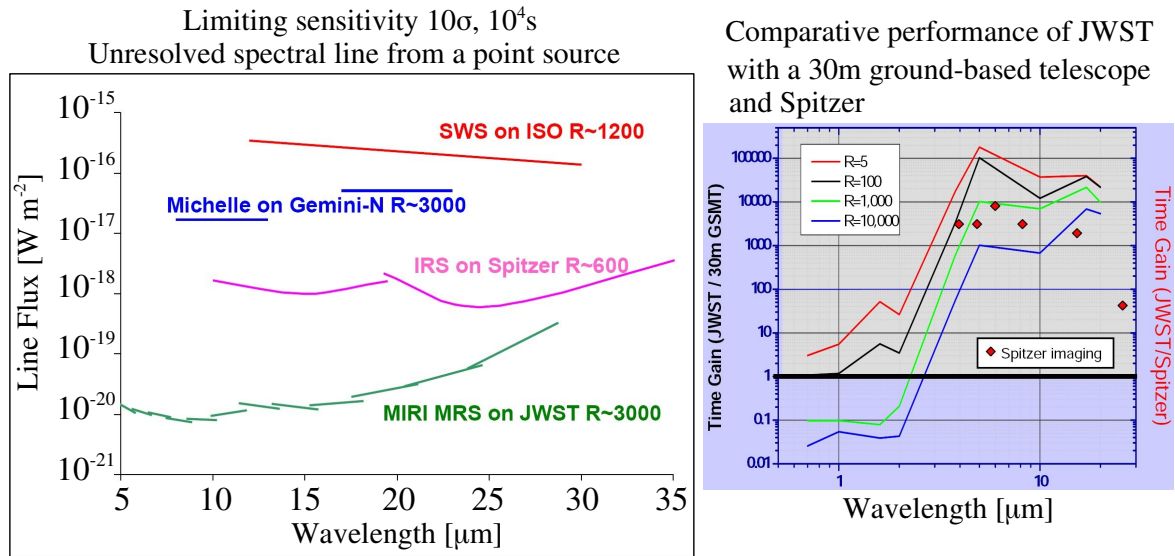 Limiting sensitivity 10σ, 10⁴s
Unresolved spectral line from a point source
Line Flux [W m⁻²]
10⁻¹⁵
10⁻¹⁶
10⁻¹⁷
10⁻¹⁸
10⁻¹⁹
10⁻²⁰
10⁻²¹
SWS on ISO R~1200
Michelle on Gemini-N R~3000
IRS on Spitzer R~600
MIRI MRS on JWST R~3000
5 10 15 20 25 30 35
Wavelength [μm]
Comparative performance of JWST
with a 30m ground-based telescope
and Spitzer
Time Gain (JWST / 30m GSMT)
100000
10000
1000
100
10
1
0.1
0.01
R=5
R=100
R=1,000
R=10,000
Spitzer imaging
Time Gain (JWST/Spitzer)
1 10
Wavelength [μm]